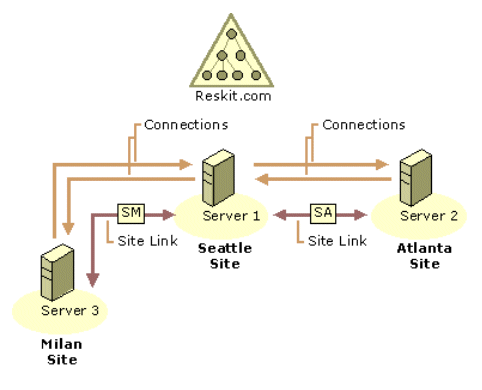 Reskit.com
Connections
Connections
Server 1
Server 2
SM
SA
Site Link
Site Link
Seattle
Site
Atlanta
Site
Server 3
Milan
Site